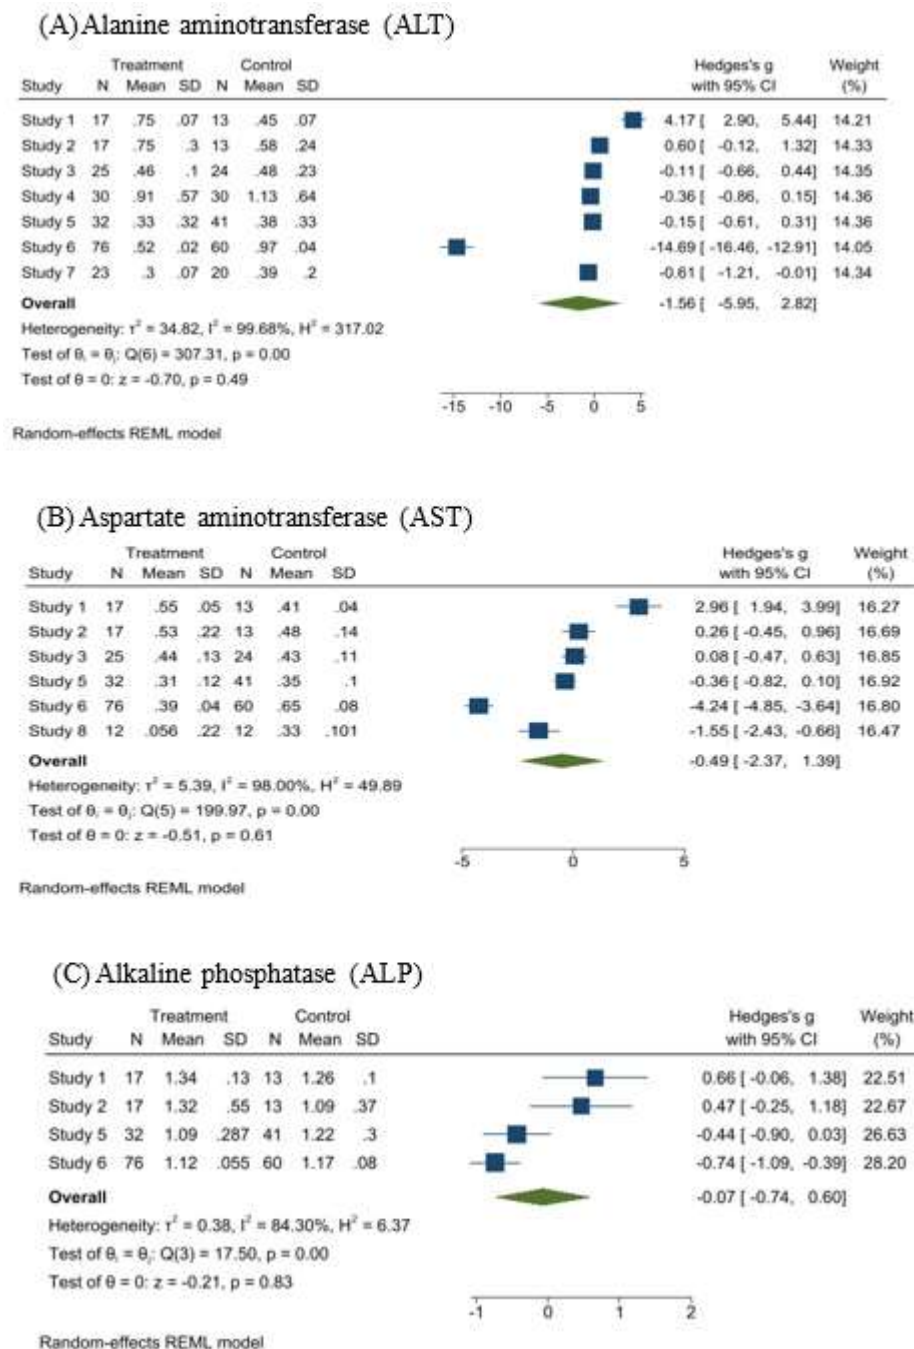 (A) Alanine aminotransferase (ALT)
Treatment Control Hedges's g Weight
Study N Mean SD N Mean SD with 95% CI (%)
Study 1 17 .75 .07 13 .45 .07 4.17 [ 2.90, 5.44] 14.21
Study 2 17 .75 .3 13 .58 .24 0.60 [ -0.12, 1.32] 14.33
Study 3 25 .46 .1 24 .48 .23 -0.11 [ -0.66, 0.44] 14.35
Study 4 30 .91 .57 30 1.13 .64 -0.36 [ -0.86, 0.15] 14.36
Study 5 32 .33 .32 41 .38 .33 -0.15 [ -0.61, 0.31] 14.36
Study 6 76 .52 .02 60 .97 .04 -14.69 [ -16.46, -12.91] 14.05
Study 7 23 .3 .07 20 .39 .2 -0.61 [ -1.21, -0.01] 14.34
Overall -1.56 [ -5.95, 2.82]
Heterogeneity: τ² = 34.82, I² = 99.68%, H² = 317.02
Test of θᵢ = θⱼ: Q(6) = 307.31, p = 0.00
Test of θ = 0: z = -0.70, p = 0.49
-15 -10 -5 0 5
Random-effects REML model
(B) Aspartate aminotransferase (AST)
Treatment Control Hedges's g Weight
Study N Mean SD N Mean SD with 95% CI (%)
Study 1 17 .55 .05 13 .41 .04 2.96 [ 1.94, 3.99] 16.27
Study 2 17 .53 .22 13 .48 .14 0.26 [ -0.45, 0.96] 16.69
Study 3 25 .44 .13 24 .43 .11 0.08 [ -0.47, 0.63] 16.85
Study 5 32 .31 .12 41 .35 .1 -0.36 [ -0.82, 0.10] 16.92
Study 6 76 .39 .04 60 .65 .08 -4.24 [ -4.85, -3.64] 16.80
Study 8 12 .056 .22 12 .33 .101 -1.55 [ -2.43, -0.66] 16.47
Overall -0.49 [ -2.37, 1.39]
Heterogeneity: τ² = 5.39, I² = 98.00%, H² = 49.89
Test of θᵢ = θⱼ: Q(5) = 199.97, p = 0.00
Test of θ = 0: z = -0.51, p = 0.61
-5 0 5
Random-effects REML model
(C) Alkaline phosphatase (ALP)
Treatment Control Hedges's g Weight
Study N Mean SD N Mean SD with 95% CI (%)
Study 1 17 1.34 .13 13 1.26 .1 0.66 [ -0.06, 1.38] 22.51
Study 2 17 1.32 .55 13 1.09 .37 0.47 [ -0.25, 1.18] 22.67
Study 5 32 1.09 .287 41 1.22 .3 -0.44 [ -0.90, 0.03] 26.63
Study 6 76 1.12 .055 60 1.17 .08 -0.74 [ -1.09, -0.39] 28.20
Overall -0.07 [ -0.74, 0.60]
Heterogeneity: τ² = 0.38, I² = 84.30%, H² = 6.37
Test of θᵢ = θⱼ: Q(3) = 17.50, p = 0.00
Test of θ = 0: z = -0.21, p = 0.83
-1 0 1 2
Random-effects REML model